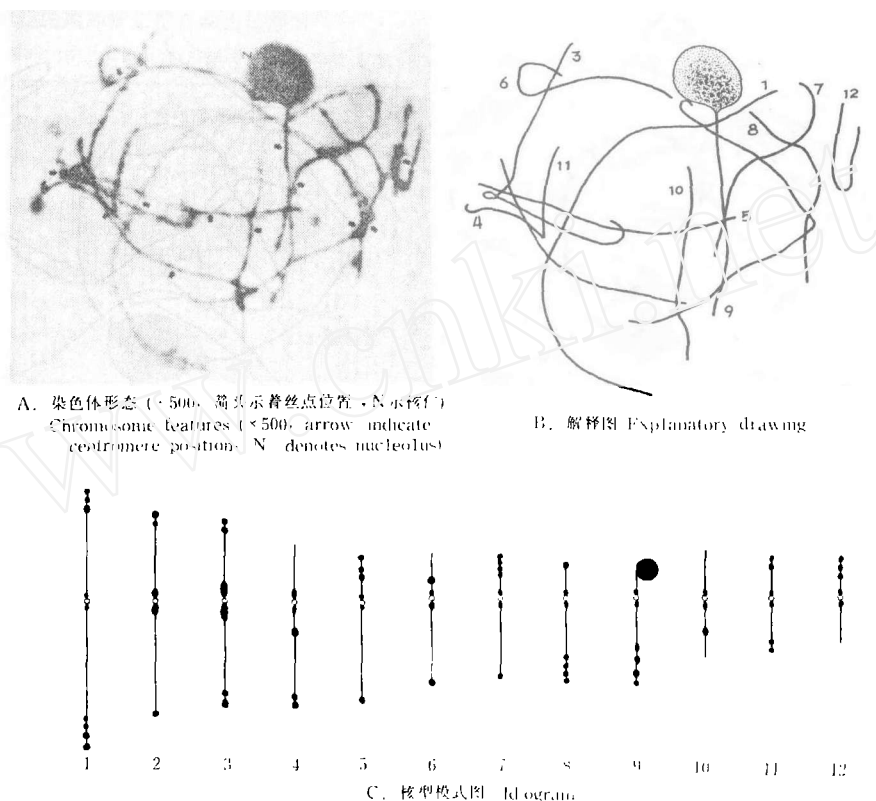 N
6
3
1
7
12
8
11
10
4
5
9
www.cnki.net
A. 染色体形态 (×500, 箭头示着丝点位置, N示核仁)
Chromosome features (×500, arrow indicate
centromere position, N denotes nucleolus)
B. 解释图 Explanatory drawing
1 2 3 4 5 6 7 8 9 10 11 12
C. 核型模式图 Idiogram